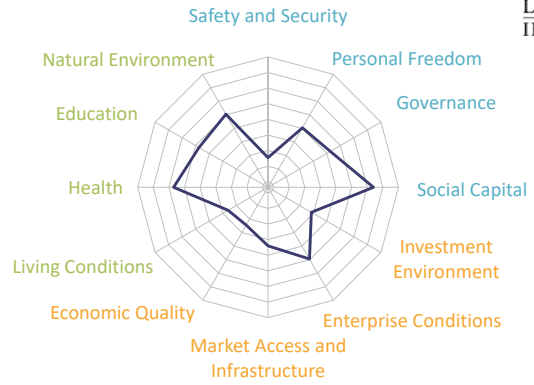 Safety and Security
Natural Environment
Personal Freedom
Education
Governance
Health
Social Capital
Living Conditions
Investment
Environment
Economic Quality
Enterprise Conditions
Market Access and
Infrastructure